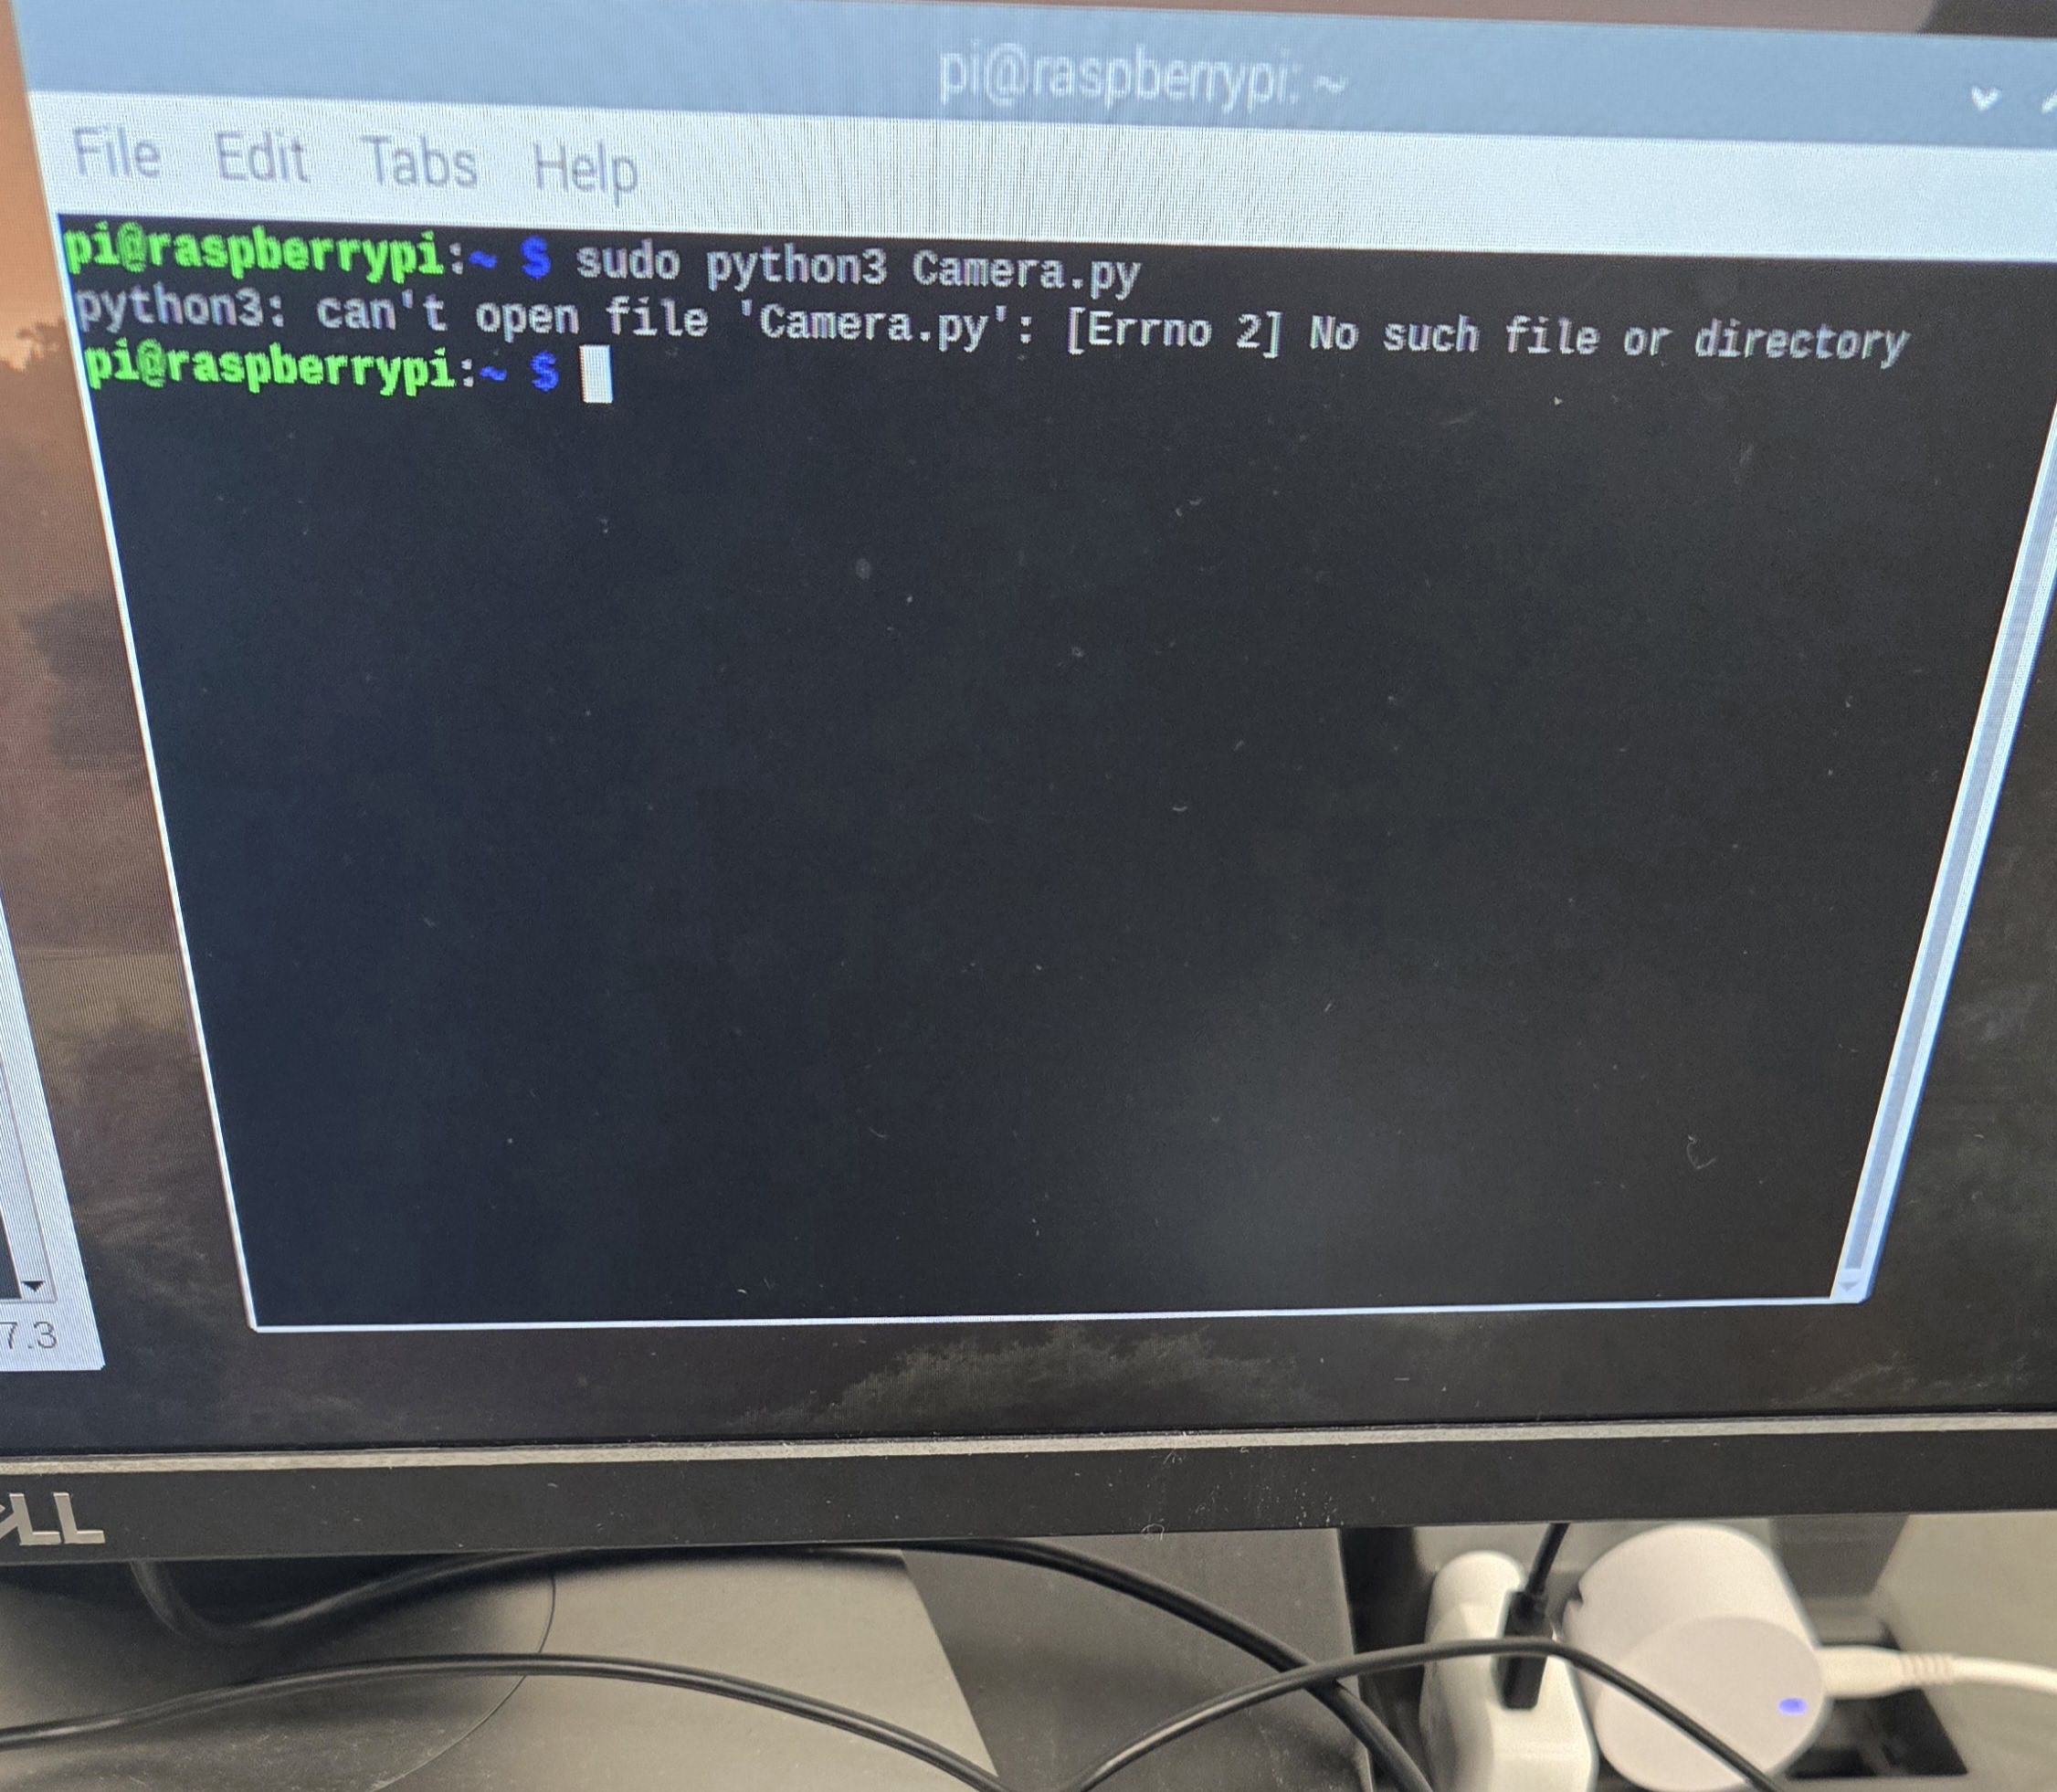 pi@raspberrypi: ~
File Edit Tabs Help
pi@raspberrypi:~ $ sudo python3 Camera.py
python3: can't open file 'Camera.py': [Errno 2] No such file or directory
pi@raspberrypi:~ $
7.3
LL